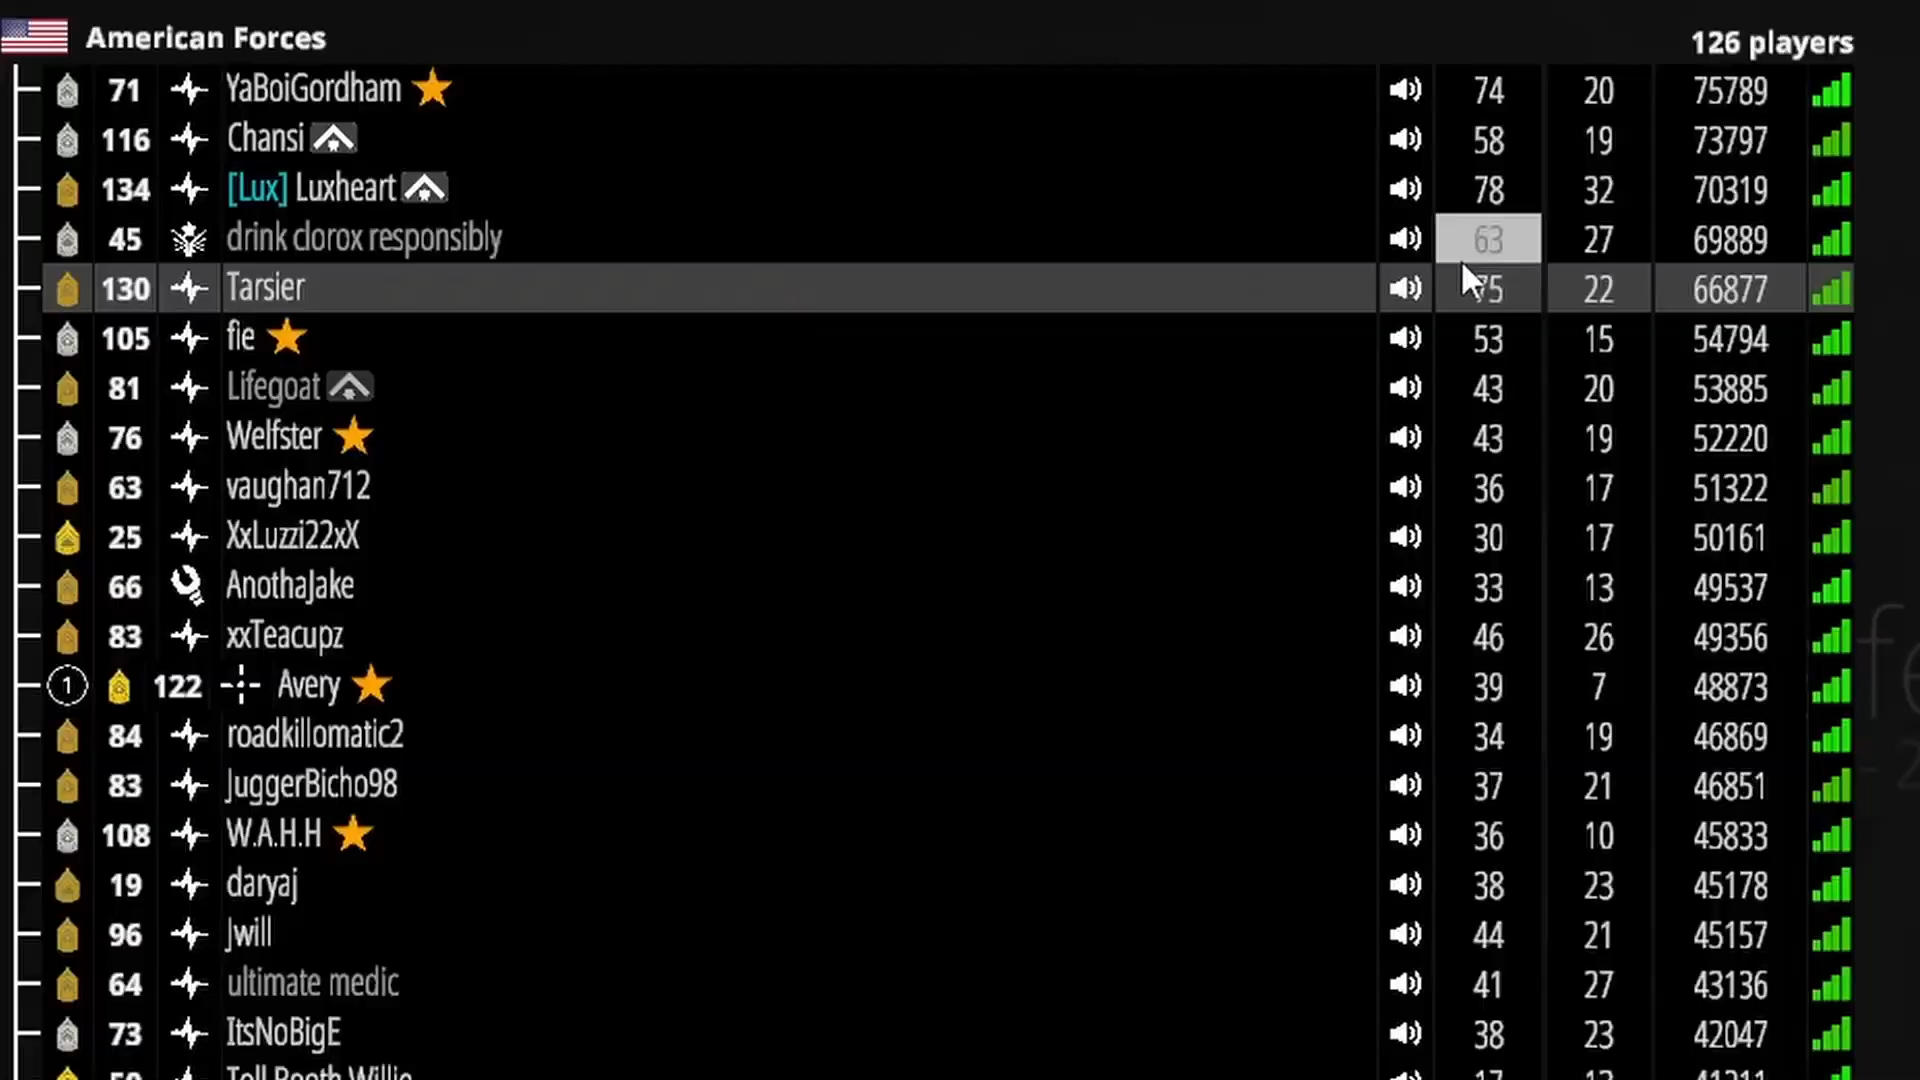 American Forces 126 players
71 YaBoiGordham 74 20 75789
116 Chansi 58 19 73797
134 [Lux] Luxheart 78 32 70319
45 drink clorox responsibly 63 27 69889
130 Tarsier 75 22 66877
105 fie 53 15 54794
81 Lifegoat 43 20 53885
76 Welfster 43 19 52220
63 vaughan712 36 17 51322
25 XxLuzzi22xX 30 17 50161
66 AnothaJake 33 13 49537
83 xxTeacupz 46 26 49356
1 122 Avery 39 7 48873
84 roadkillomatic2 34 19 46869
83 JuggerBicho98 37 21 46851
108 W.A.H.H 36 10 45833
19 daryaj 38 23 45178
96 Jwill 44 21 45157
64 ultimate medic 41 27 43136
73 ItsNoBigE 38 23 42047
Toll Booth Willie